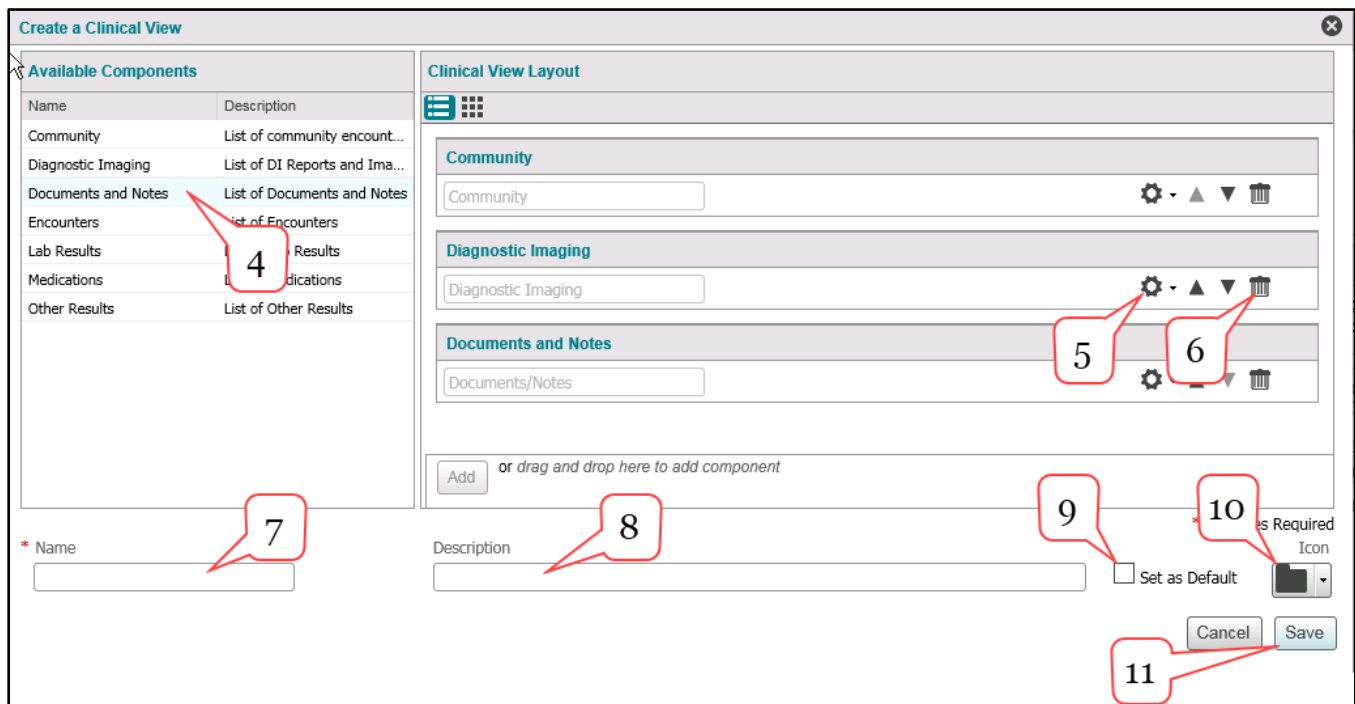 Create a Clinical View
Available Components
Name Description
Community List of community encount...
Diagnostic Imaging List of DI Reports and Ima...
Documents and Notes List of Documents and Notes
Encounters List of Encounters
Lab Results Results
Medications
Other Results List of Other Results
4
Clinical View Layout
Community
Community
Diagnostic Imaging
Diagnostic Imaging
5
6
Documents and Notes
Documents/Notes
Add or drag and drop here to add component
7
8
9
10
* Required
* Name
Description
Set as Default
Icon
Cancel Save
11